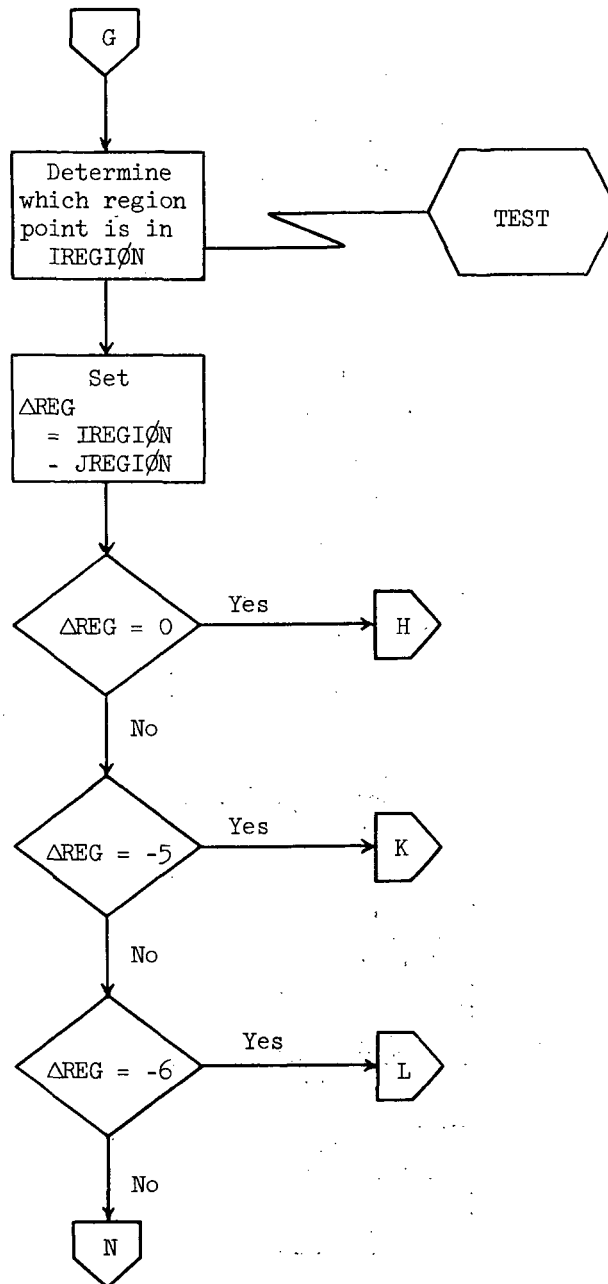 G
Determine
which region
point is in
IREGIØN
TEST
Set
ΔREG
= IREGIØN
- JREGIØN
ΔREG = 0
Yes
H
No
ΔREG = -5
Yes
K
No
ΔREG = -6
Yes
L
No
N